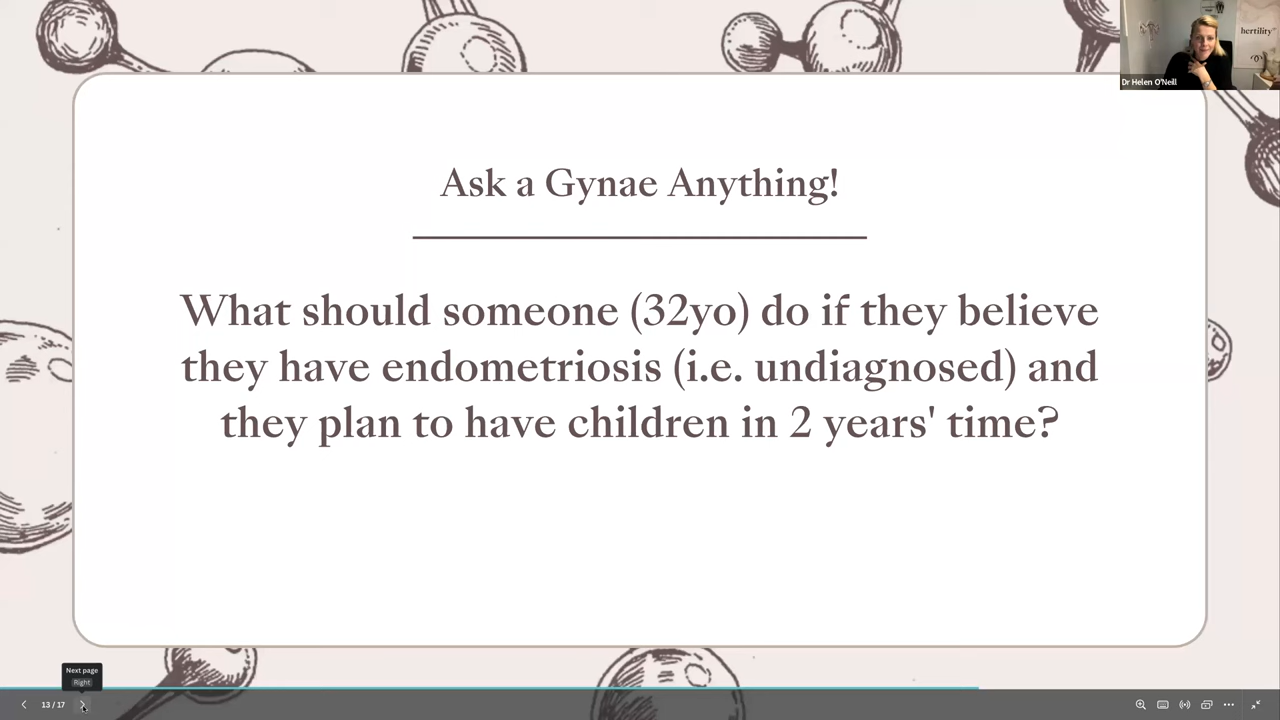 hertility
Dr Helen O'Neill
Ask a Gynae Anything!
What should someone (32yo) do if they believe
they have endometriosis (i.e. undiagnosed) and
they plan to have children in 2 years' time?
Next page
Right
13 / 17